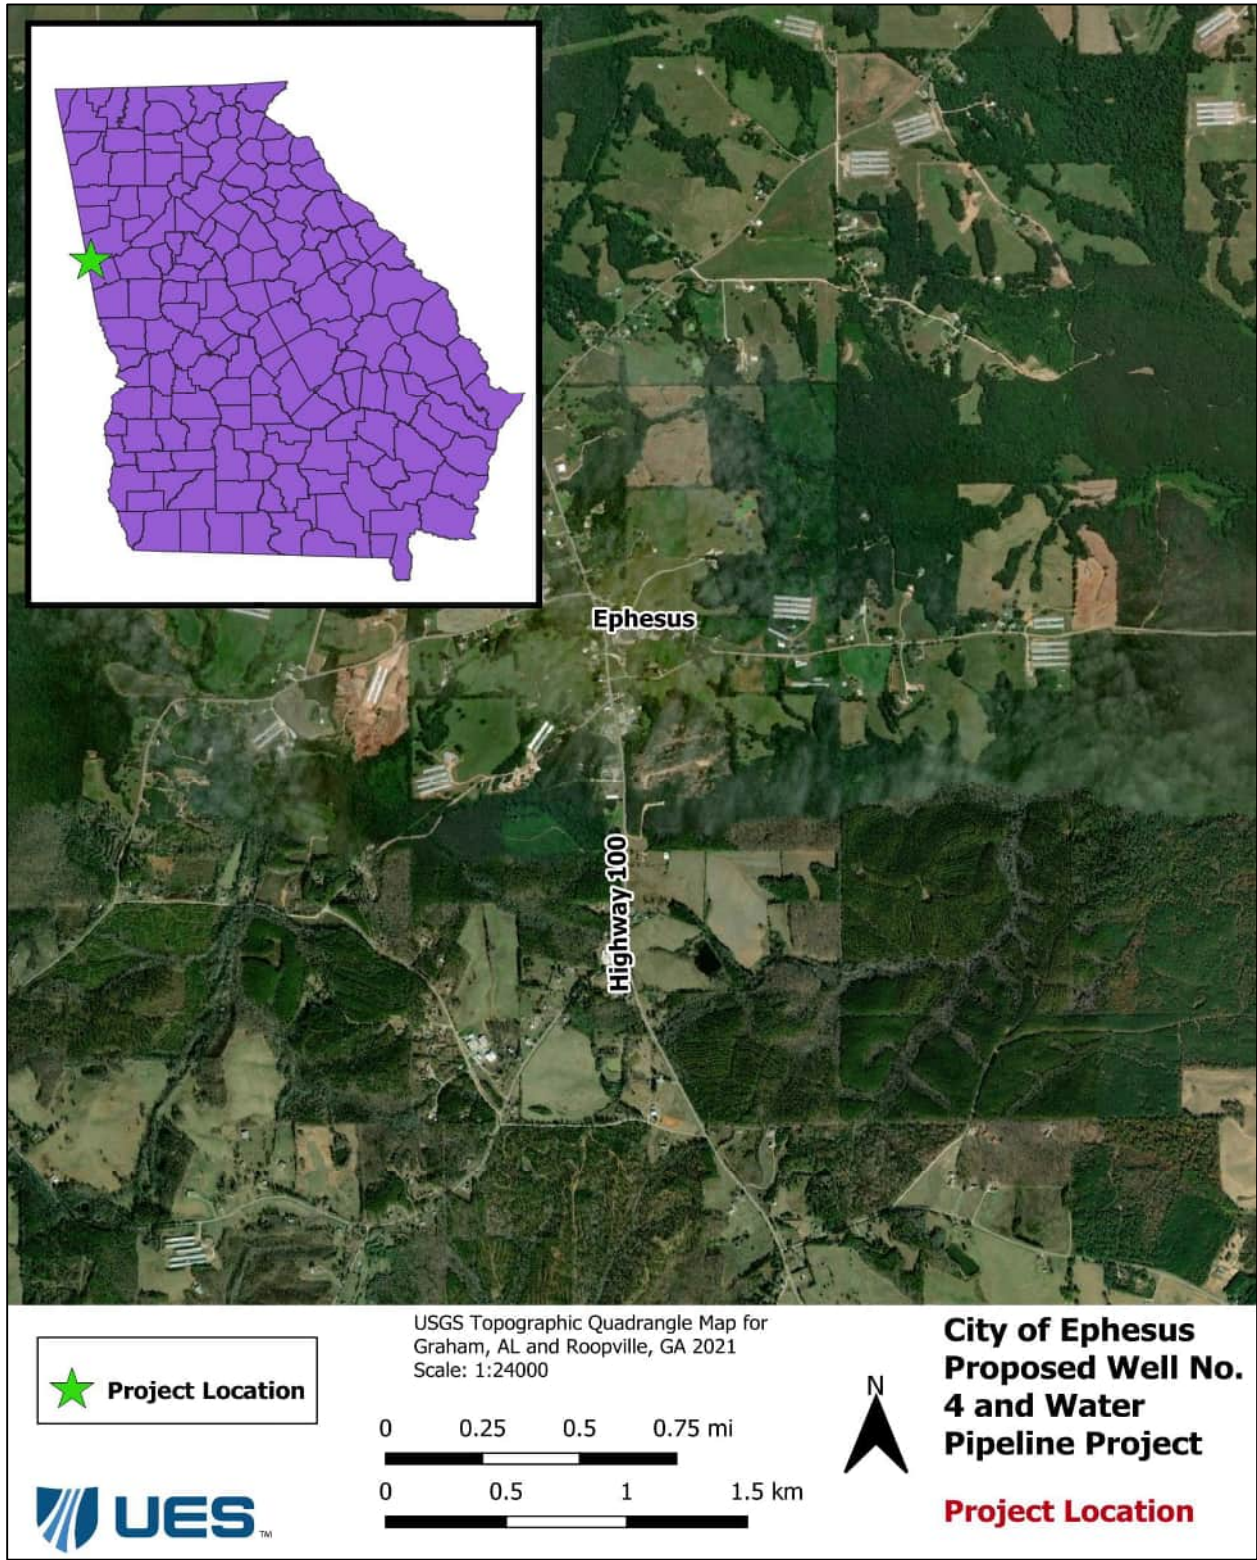 Ephesus
Highway 100
Project Location
USGS Topographic Quadrangle Map for
Graham, AL and Roopville, GA 2021
Scale: 1:24000
0 0.25 0.5 0.75 mi
0 0.5 1 1.5 km
N
City of Ephesus
Proposed Well No.
4 and Water
Pipeline Project
Project Location
UES™